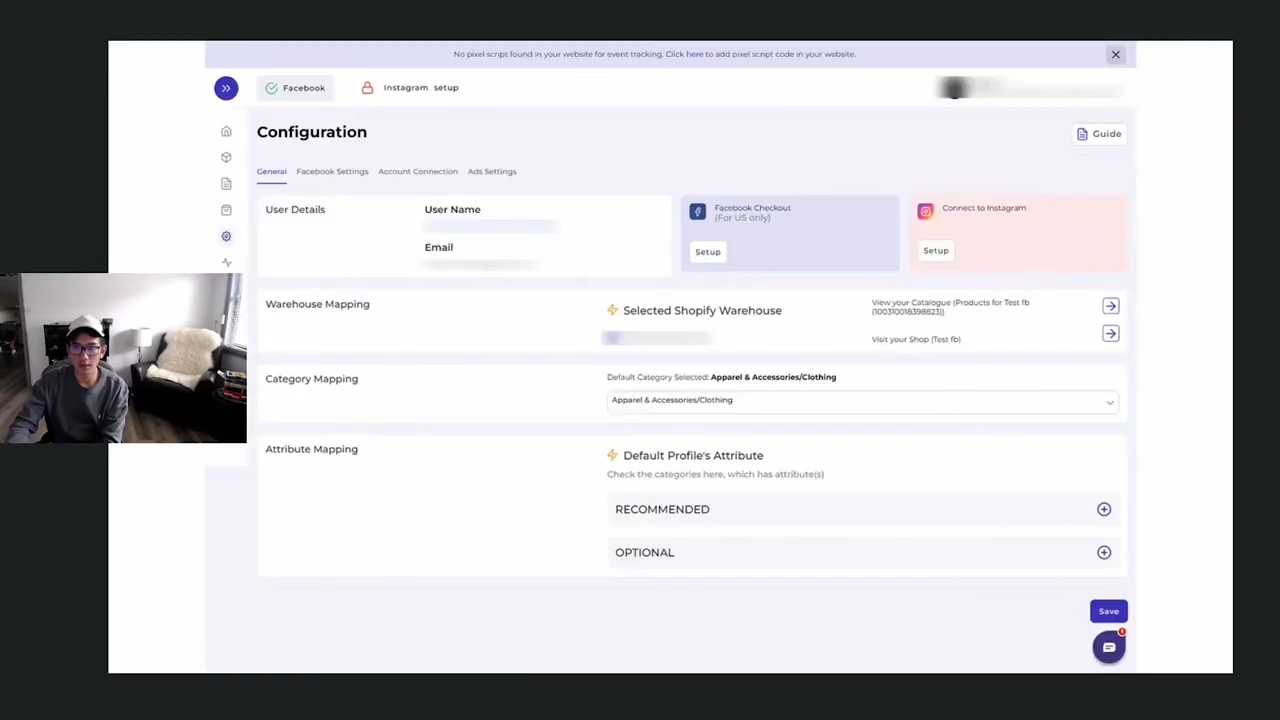 No pixel script found in your website for event tracking. Click here to add pixel script code in your website.
Facebook
Instagram setup
Configuration
Guide
General
Facebook Settings
Account Connection
Ads Settings
User Details
User Name
Email
Facebook Checkout
(For US only)
Setup
Connect to Instagram
Setup
Warehouse Mapping
Selected Shopify Warehouse
View your Catalogue (Products for Test fb
(100310018398823))
Visit your Shop (Test fb)
Category Mapping
Default Category Selected: Apparel & Accessories/Clothing
Apparel & Accessories/Clothing
Attribute Mapping
Default Profile's Attribute
Check the categories here, which has attribute(s)
RECOMMENDED
OPTIONAL
Save
1